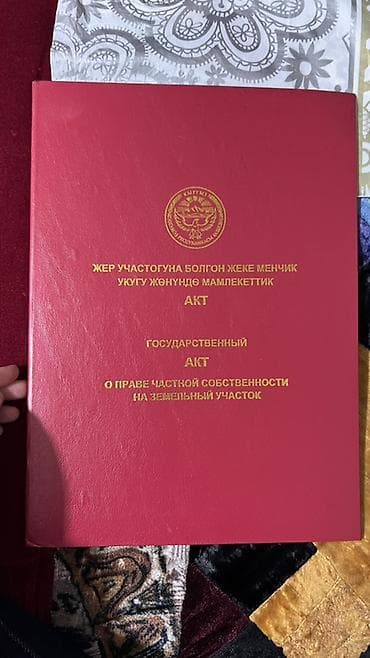 ЖЕР УЧАСТОГУНА БОЛГОН ЖЕКЕ МЕНЧИК
УКУГУ ЖӨНҮНДӨ МАМЛЕКЕТТИК
АКТ
ГОСУДАРСТВЕННЫЙ
АКТ
О ПРАВЕ ЧАСТНОЙ СОБСТВЕННОСТИ
НА ЗЕМЕЛЬНЫЙ УЧАСТОК